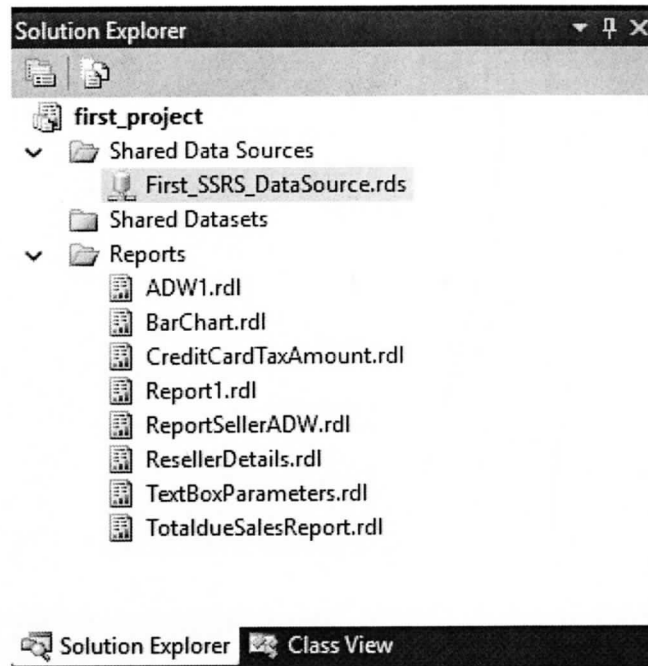 Solution Explorer
first_project
Shared Data Sources
First_SSRS_DataSource.rds
Shared Datasets
Reports
ADW1.rdl
BarChart.rdl
CreditCardTaxAmount.rdl
Report1.rdl
ReportSellerADW.rdl
ResellerDetails.rdl
TextBoxParameters.rdl
TotaldueSalesReport.rdl
Solution Explorer Class View